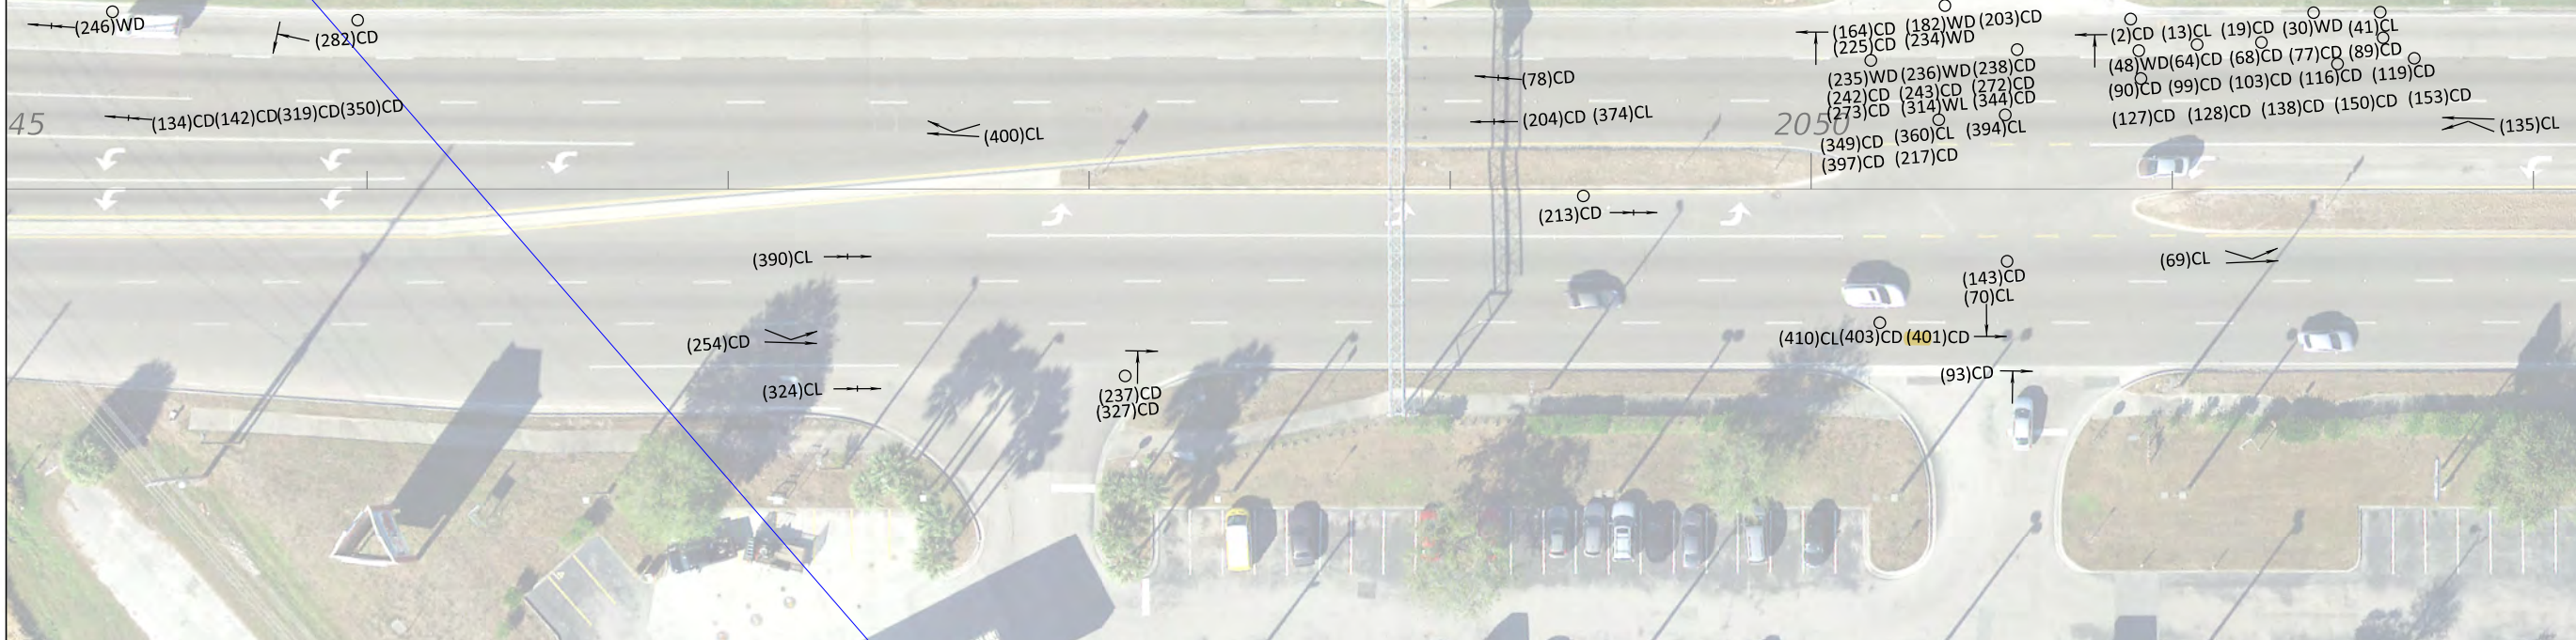 (246)WD
(282)CD
(134)CD(142)CD(319)CD(350)CD
45
(400)CL
(78)CD
(204)CD (374)CL
(164)CD (182)WD (203)CD
(225)CD (234)WD
(235)WD (236)WD (238)CD
(242)CD (243)CD (272)CD
(273)CD (314)WL (344)CD
2050
(349)CD (360)CL (394)CL
(397)CD (217)CD
(2)CD (13)CL (19)CD (30)WD (41)CL
(48)WD (64)CD (68)CD (77)CD (89)CD
(90)CD (99)CD (103)CD (116)CD (119)CD
(127)CD (128)CD (138)CD (150)CD (153)CD
(135)CL
(213)CD
(390)CL
(69)CL
(143)CD
(70)CL
(254)CD
(410)CL(403)CD (401)CD
(324)CL
(93)CD
(237)CD
(327)CD